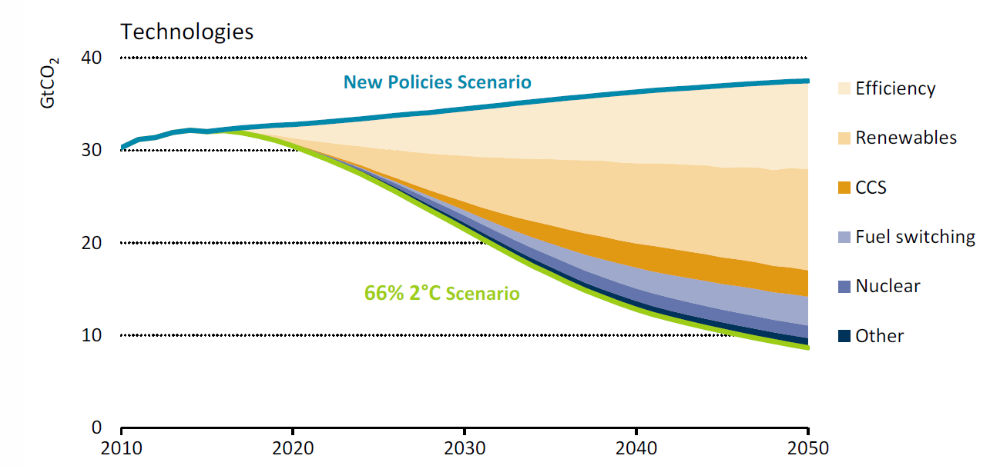 Technologies
GtCO₂
40
30
20
10
0
2010 2020 2030 2040 2050
New Policies Scenario
66% 2°C Scenario
Efficiency
Renewables
CCS
Fuel switching
Nuclear
Other